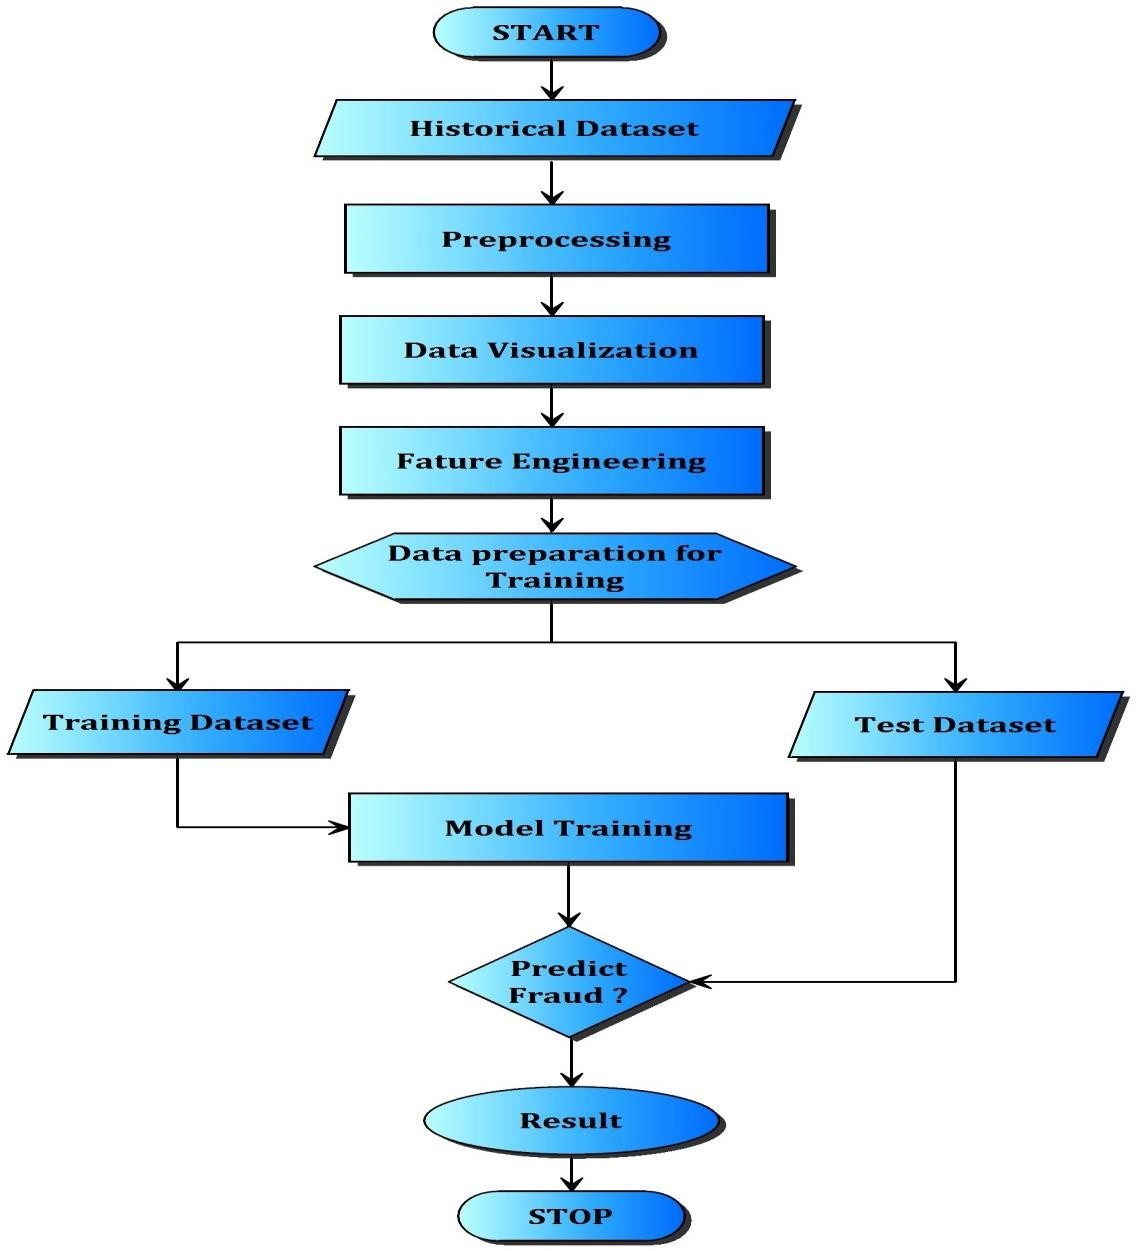 START
Historical Dataset
Preprocessing
Data Visualization
Fature Engineering
Data preparation for
Training
Training Dataset
Test Dataset
Model Training
Predict
Fraud ?
Result
STOP